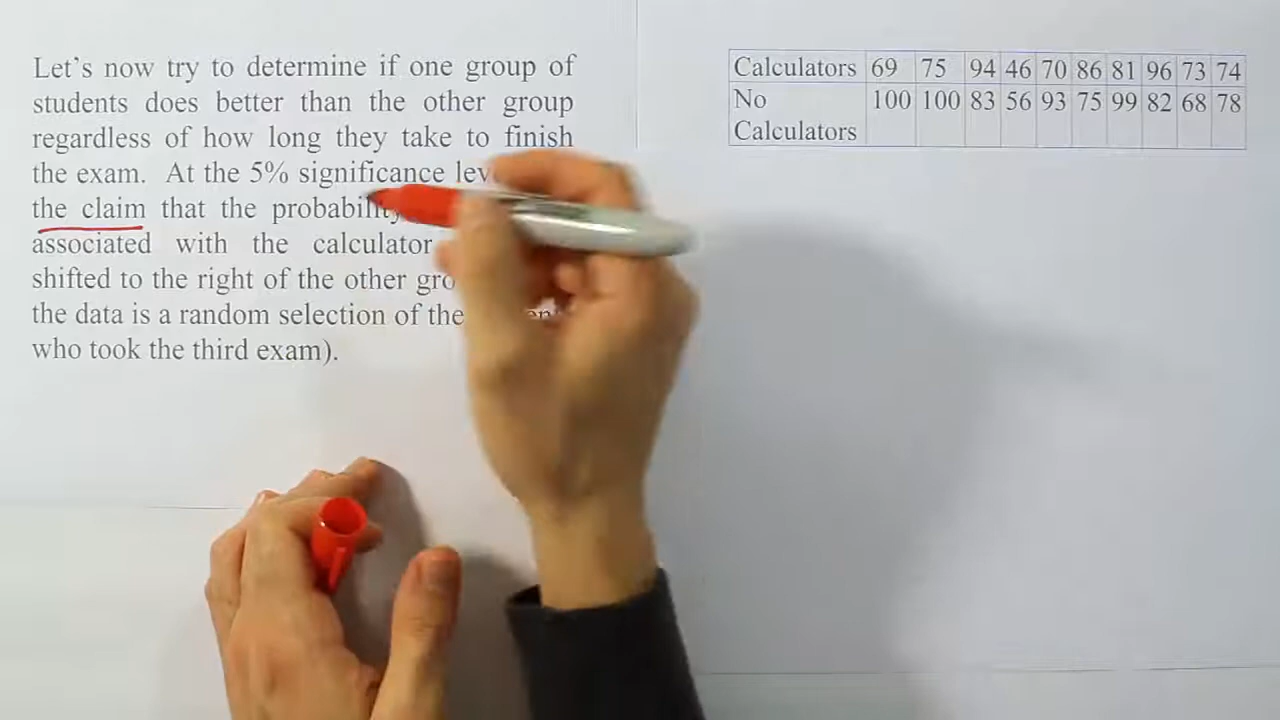 Let's now try to determine if one group of
students does better than the other group
regardless of how long they take to finish
the exam. At the 5% significance
the claim that the probability
associated with the calculator
shifted to the right of the other
the data is a random selection of the
who took the third exam).
Calculators 69 75 94 46 70 86 81 96 73 74
No 100 100 83 56 93 75 99 82 68 78
Calculators